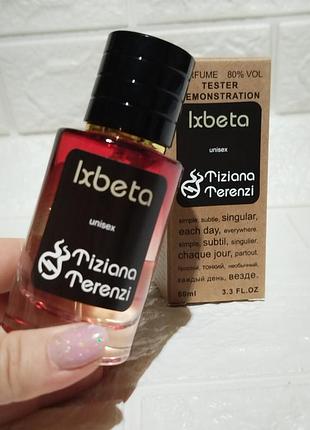 Ixbeta
unisex
Tiziana
Terenzi
RFUME 80% VOL
TESTER
EMONSTRATION
Ixbeta
unisex
Tiziana
Terenzi
simple, subtle, singular,
each day, everywhere.
simple, subtil, singulier.
chaque jour, partout.
тонкий, необычный,
каждый день, везде.
60ml 3.3 FL.OZ